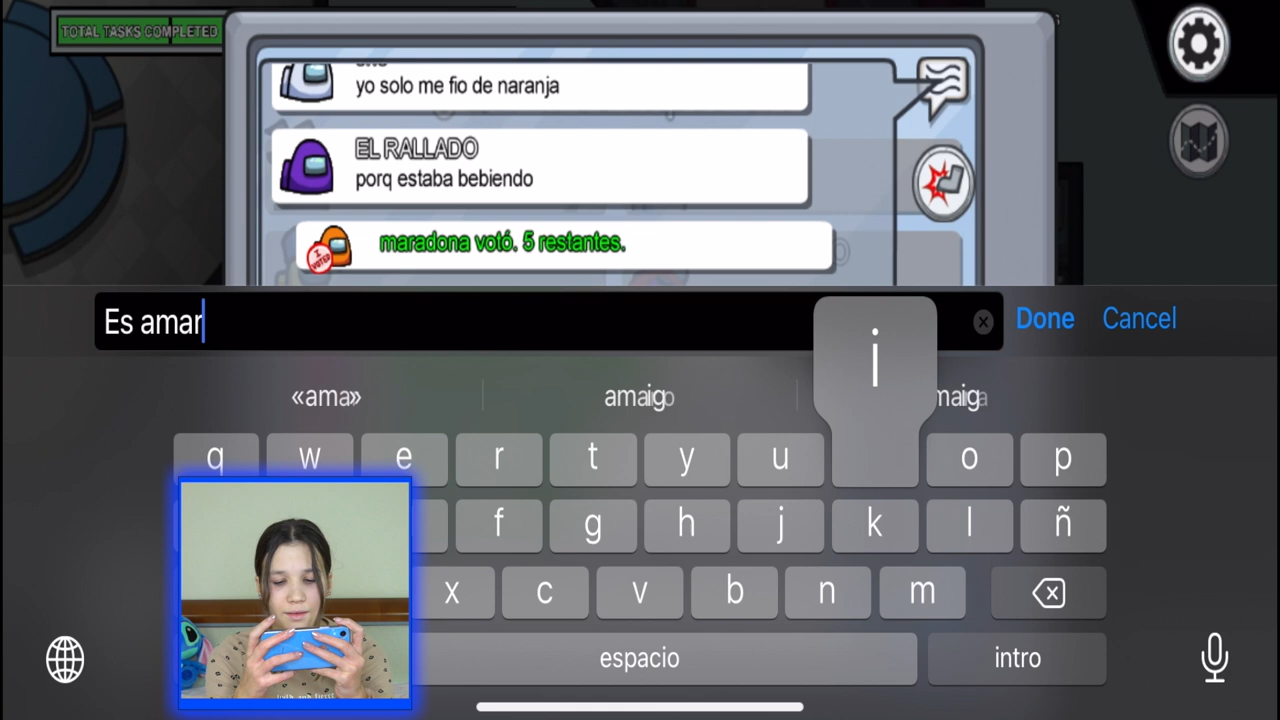 TOTAL TASKS COMPLETED
yo solo me fio de naranja
EL RALLADO
porq estaba bebiendo
I VOTED
maradona votó. 5 restantes.
Es amar
Done
Cancel
«ama»
i
q w e r t y u o p
f g h j k l ñ
x c v b n m
espacio
intro